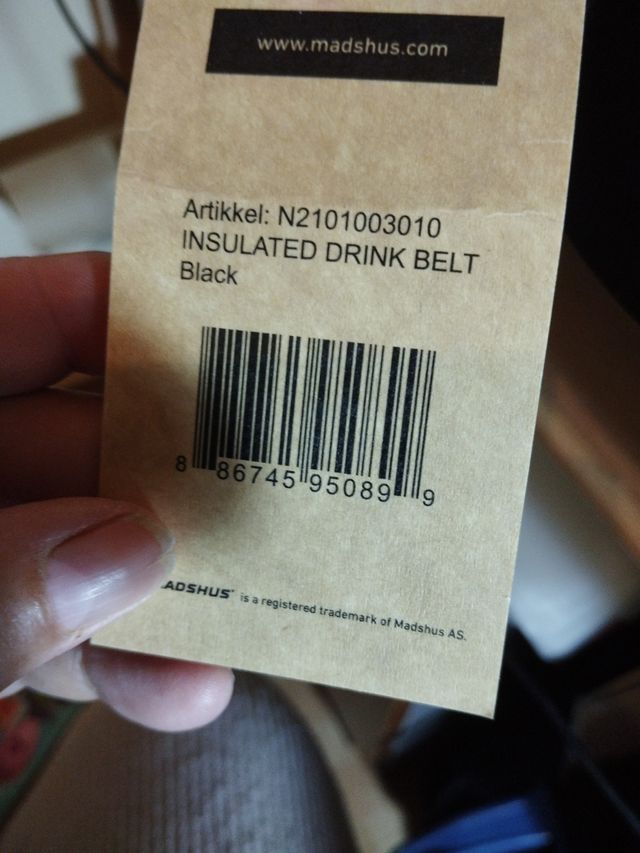 www.madshus.com
Artikkel: N2101003010
INSULATED DRINK BELT
Black
8 86745 95089 9
ADSHUS is a registered trademark of Madshus AS.